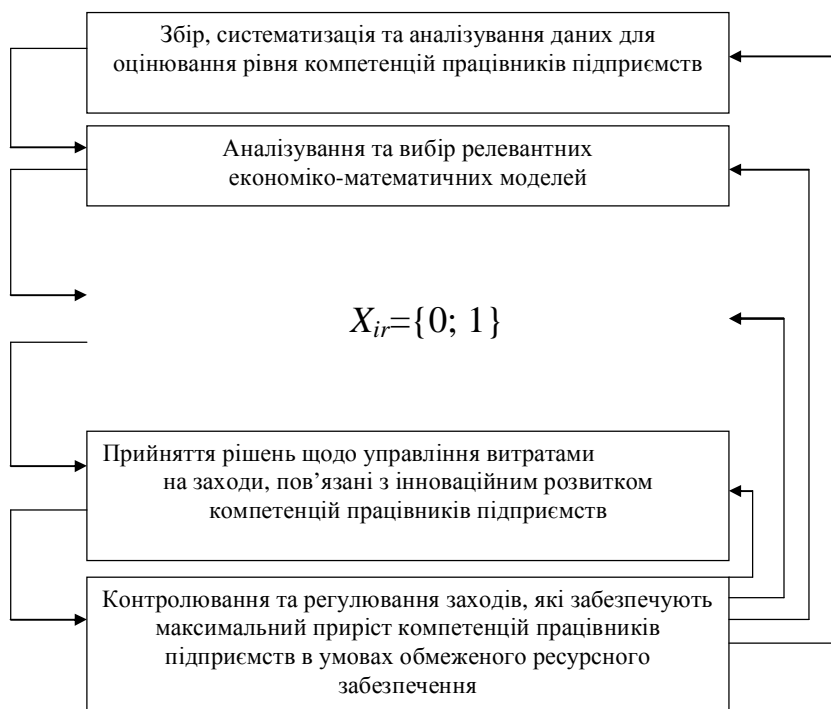 Збір, систематизація та аналізування даних для
оцінювання рівня компетенцій працівників підприємств
Аналізування та вибір релевантних
економіко-математичних моделей
X_{ir}={0; 1}
Прийняття рішень щодо управління витратами
на заходи, пов’язані з інноваційним розвитком
компетенцій працівників підприємств
Контролювання та регулювання заходів, які забезпечують
максимальний приріст компетенцій працівників
підприємств в умовах обмеженого ресурсного
забезпечення